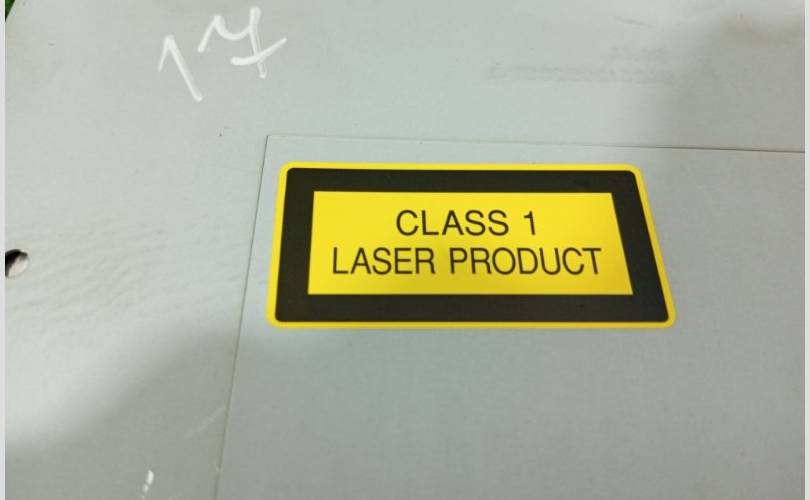 17
CLASS 1
LASER PRODUCT